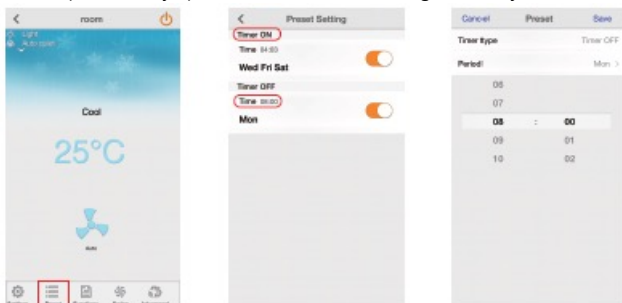 room
Light
Auto quiet
Cool
25°C
Auto
Preset Setting
Timer ON
Time 04:00
Wed Fri Sat
Timer OFF
Time 08:00
Mon
Cancel Preset Save
Timer type Timer OFF
Period: Mon >
06
07
08 : 00
09 01
10 02